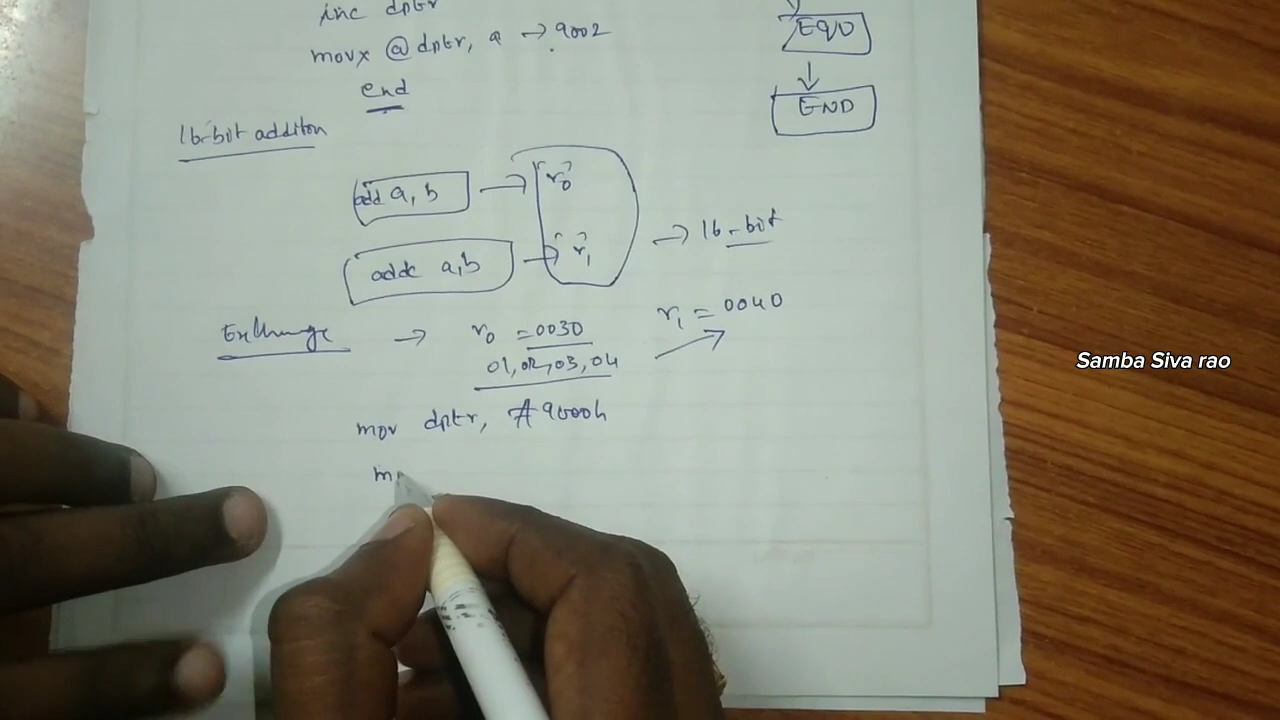 inc dptr
movx @dptr, a → 9002
end
EQU
END
16-bit additon
add a, b → r0
addc a,b → r1
→ 16-bit
Exchange → r0 = 0030
r1 = 0040
01, 02, 03, 04
mov dptr, #9000h
m
Samba Siva rao